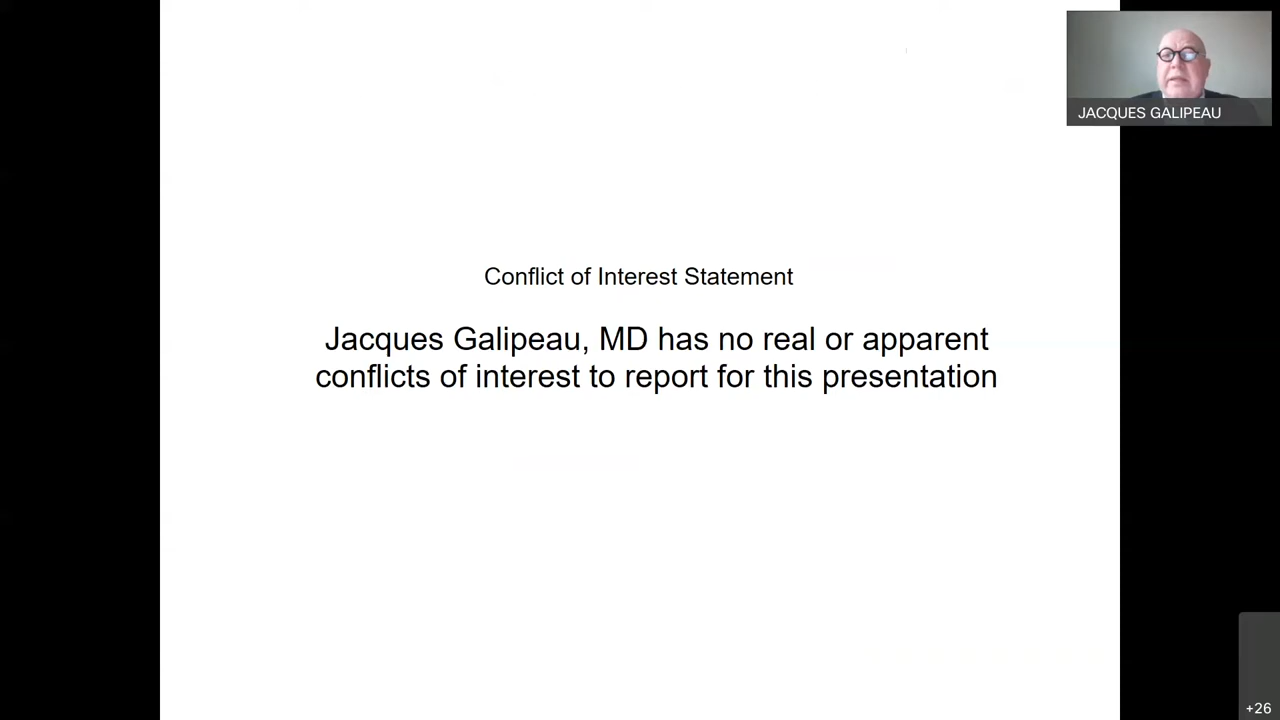 JACQUES GALIPEAU
Conflict of Interest Statement
Jacques Galipeau, MD has no real or apparent
conflicts of interest to report for this presentation
+26